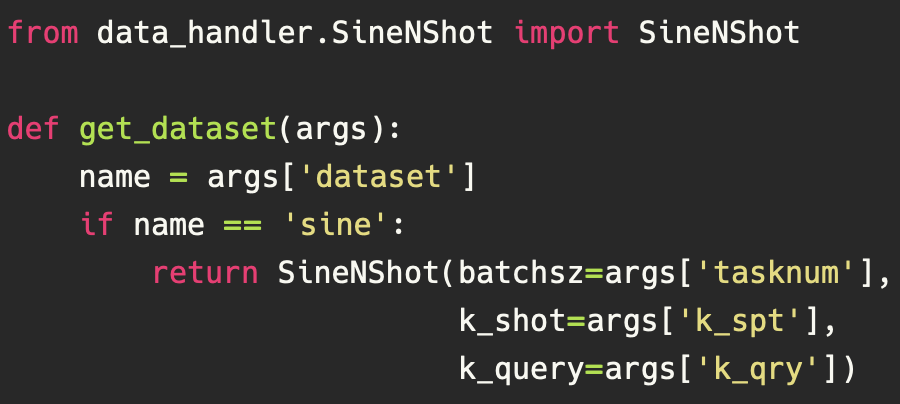 from data_handler.SineNShot import SineNShot
def get_dataset(args):
    name = args['dataset']
    if name == 'sine':
        return SineNShot(batchsz=args['tasknum'],
                         k_shot=args['k_spt'],
                         k_query=args['k_qry'])